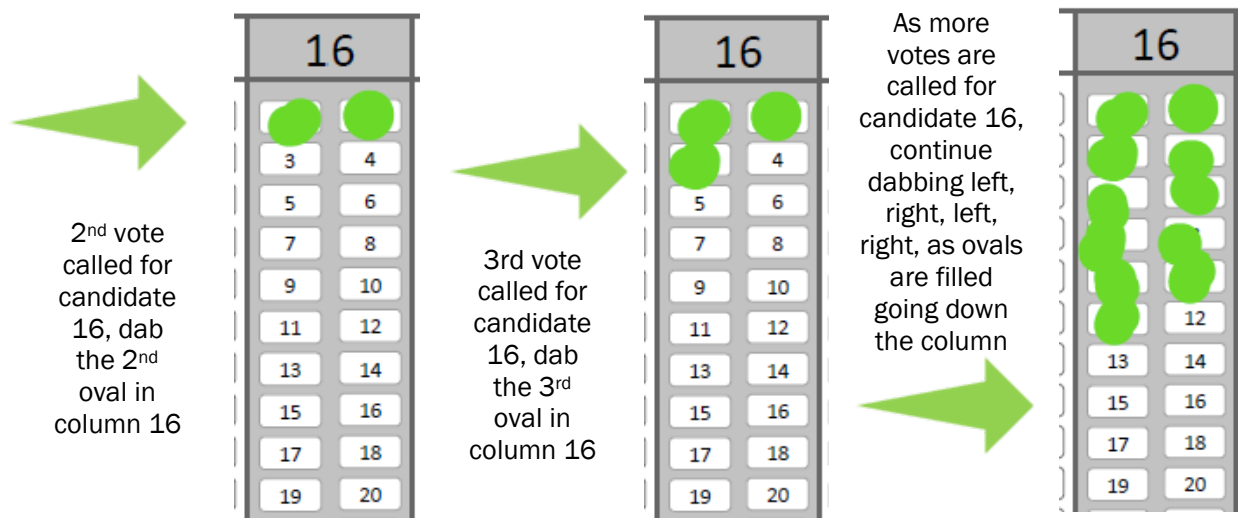 2nd vote
called for
candidate
16, dab
the 2nd
oval in
column 16
16
3 4
5 6
7 8
9 10
11 12
13 14
15 16
17 18
19 20
3rd vote
called for
candidate
16, dab
the 3rd
oval in
column 16
16
4
5 6
7 8
9 10
11 12
13 14
15 16
17 18
19 20
As more
votes are
called for
candidate 16,
continue
dabbing left,
right, left,
right, as ovals
are filled
going down
the column
16
12
13 14
15 16
17 18
19 20